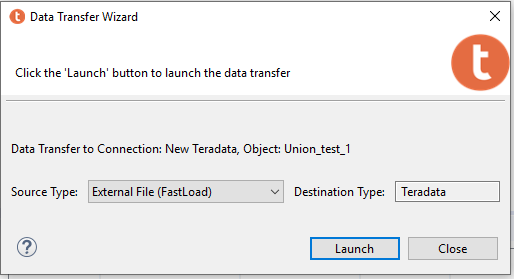 Data Transfer Wizard
Click the 'Launch' button to launch the data transfer
t
Data Transfer to Connection: New Teradata, Object: Union_test_1
Source Type: External File (FastLoad) Destination Type: Teradata
? Launch Close